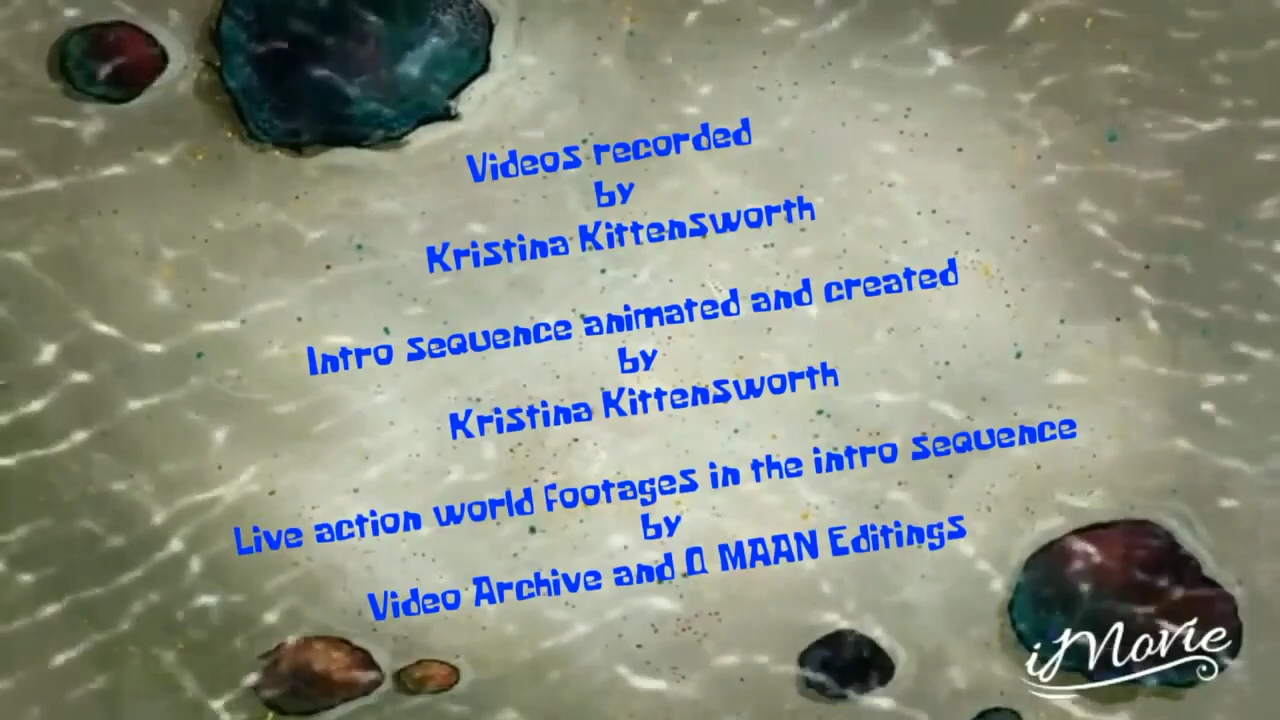 Videos recorded
by
Kristina Kittensworth
Intro sequence animated and created
by
Kristina Kittensworth
Live action world footages in the intro sequence
by
Video Archive and Q MAAN Editings
iMovie